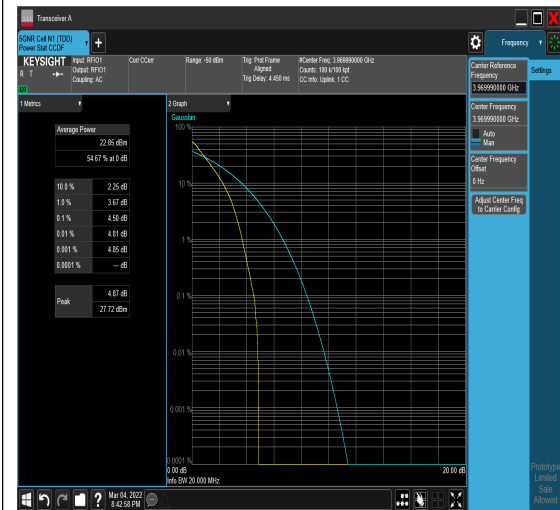 Transceiver A
5GNR Cell N1 (TDD)
Power Stat CCDF
Frequency
KEYSIGHT
R T
LXI
Input: RFIO1
Output: RFIO1
Coupling: AC
Corr CCorr
Range: -50 dBm
Trig: Prot Frame
Aligned
Trig Delay: 4.450 ms
#Center Freq: 3.969990000 GHz
Counts: 100 k/100 kpt
CC Info: Uplink, 1 CC
Carrier Reference
Frequency
3.969990000 GHz
Settings
Center Frequency
3.969990000 GHz
Auto
Man
Center Frequency
Offset
0 Hz
Adjust Center Freq
to Carrier Config
1 Metrics
Average Power
22.85 dBm
54.67 % at 0 dB
10.0 % 2.25 dB
1.0 % 3.67 dB
0.1 % 4.50 dB
0.01 % 4.81 dB
0.001 % 4.85 dB
0.0001 % --- dB
Peak
4.87 dB
27.72 dBm
2 Graph
Gaussian
100 %
10 %
1 %
0.1 %
0.01 %
0.001 %
0.0001 %
0.00 dB
20.00 dB
Info BW 20.000 MHz
Mar 04, 2022
8:42:58 PM
Prototype
Limited
Sale
Allowed